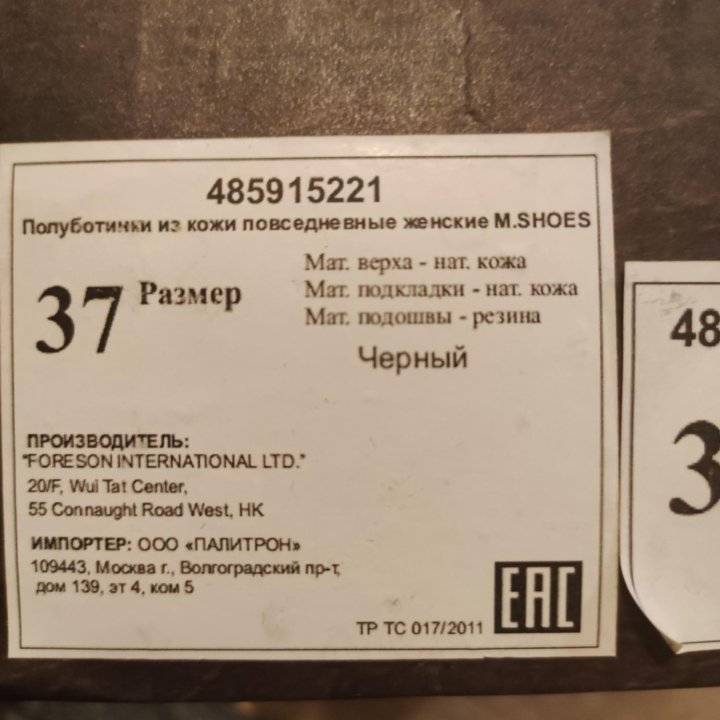 485915221
Полуботинки из кожи повседневные женские M.SHOES
37 Размер
Мат. верха - нат. кожа
Мат. подкладки - нат. кожа
Мат. подошвы - резина
Черный
ПРОИЗВОДИТЕЛЬ:
"FORESON INTERNATIONAL LTD."
20/F, Wui Tat Center,
55 Connaught Road West, HK
ИМПОРТЕР: ООО «ПАЛИТРОН»
109443, Москва г., Волгоградский пр-т,
дом 139, эт 4, ком 5
ТР ТС 017/2011
EAC
48
3